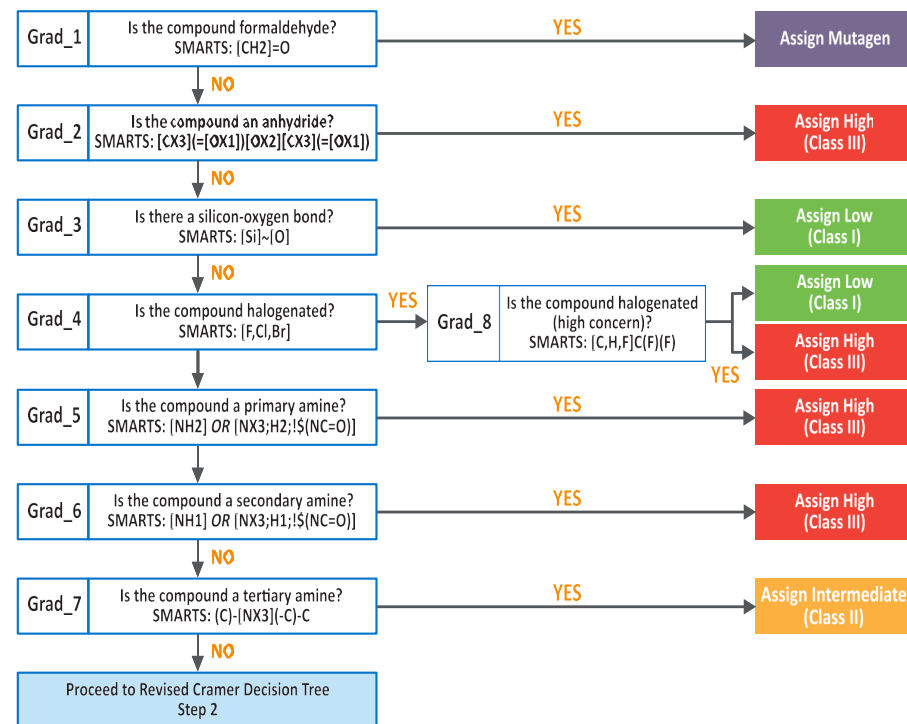 Grad_1
Is the compound formaldehyde?
SMARTS: [CH2]=O
YES
Assign Mutagen
NO
Grad_2
Is the compound an anhydride?
SMARTS: [CX3](=[OX1])[OX2][CX3](=[OX1])
YES
Assign High
(Class III)
NO
Grad_3
Is there a silicon-oxygen bond?
SMARTS: [Si]~[O]
YES
Assign Low
(Class I)
NO
Grad_4
Is the compound halogenated?
SMARTS: [F,Cl,Br]
YES
Grad_8
Is the compound halogenated
(high concern)?
SMARTS: [C,H,F]C(F)(F)
Assign Low
(Class I)
YES
Assign High
(Class III)
Grad_5
Is the compound a primary amine?
SMARTS: [NH2] OR [NX3;H2;!$(NC=O)]
YES
Assign High
(Class III)
Grad_6
Is the compound a secondary amine?
SMARTS: [NH1] OR [NX3;H1;!$(NC=O)]
YES
Assign High
(Class III)
NO
Grad_7
Is the compound a tertiary amine?
SMARTS: (C)-[NX3](-C)-C
YES
Assign Intermediate
(Class II)
NO
Proceed to Revised Cramer Decision Tree
Step 2